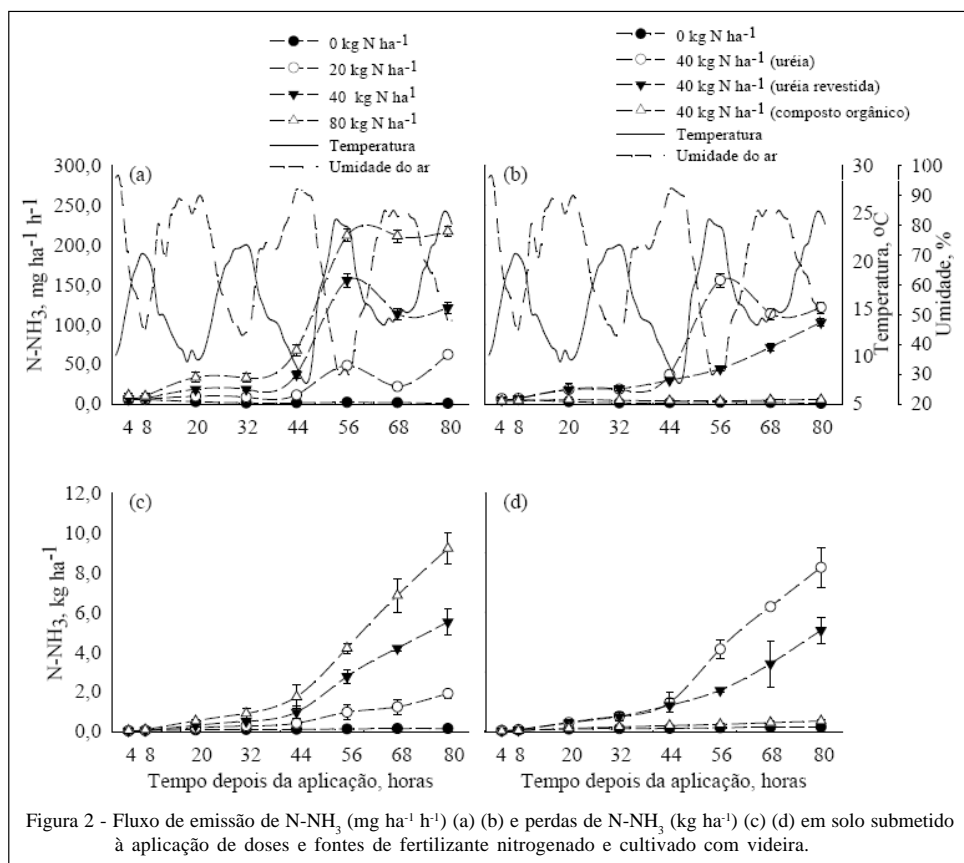 0 kg N ha-1
20 kg N ha-1
40 kg N ha1
80 kg N ha-1
Temperatura
Umidade do ar
0 kg N ha-1
40 kg N ha-1 (uréia)
40 kg N ha-1 (uréia revestida)
40 kg N ha-1 (composto orgânico)
Temperatura
Umidade do ar
N-NH3, mg ha-1 h-1
300,0
250,0
200,0
150,0
100,0
50,0
0,0
(a)
4 8 20 32 44 56 68 80
(b)
4 8 20 32 44 56 68 80
30
25
20
15
10
5
Temperatura, oC
100
90
80
70
60
50
40
30
20
Umidade, %
N-NH3, kg ha-1
12,0
10,0
8,0
6,0
4,0
2,0
0,0
(c)
4 8 20 32 44 56 68 80
Tempo depois da aplicação, horas
(d)
4 8 20 32 44 56 68 80
Tempo depois da aplicação, horas
Figura 2 - Fluxo de emissão de N-NH3 (mg ha-1 h-1) (a) (b) e perdas de N-NH3 (kg ha-1) (c) (d) em solo submetido
à aplicação de doses e fontes de fertilizante nitrogenado e cultivado com videira.